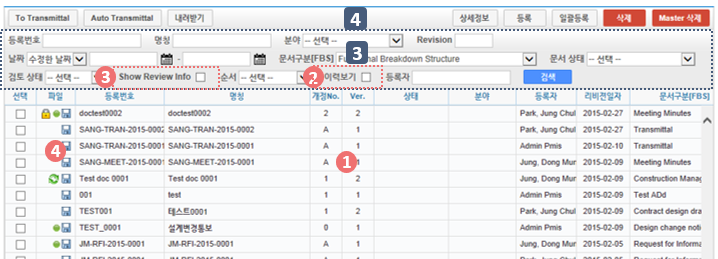 To Transmittal Auto Transmittal 내려받기 4 상세정보 등록 일괄등록 삭제 Master 삭제
등록번호 명칭 분야 -- 선택 -- Revision
날짜 수정한 날짜 - 문서구분[FBS] 3 Breakdown Structure 문서 상태 -- 선택 --
검토 상태 -- 선택 -- 3 Show Review Info 순서 -- 선택 -- 2 이력보기 등록자 검색
선택 파일 등록번호 명칭 개정No. Ver. 상태 분야 등록자 리비전일자 문서구분[FBS]
doctest0002 doctest0002 2 2 Park, Jung Chul 2015-02-27 Meeting Minutes
SANG-TRAN-2015-0002 SANG-TRAN-2015-0002 A 1 Park, Jung Chul 2015-02-27 Transmittal
4 SANG-TRAN-2015-0001 SANG-TRAN-2015-0001 A 1 Admin Pmis 2015-02-10 Transmittal
SANG-MEET-2015-0001 SANG-MEET-2015-0001 A 1 1 Jung, Dong Mur 2015-02-09 Meeting Minutes
Test doc 0001 Test doc 0001 1 2 Jung, Dong Mur 2015-02-09 Construction Manag
001 test 1 1 Admin Pmis 2015-02-09 Test ADd
TEST001 테스트0001 1 2 Park, Jung Chul 2015-02-09 Contract design dra
TEST_0001 설계변경통보 0 1 Admin Pmis 2015-02-09 Design change noti
JM-RFI-2015-0001 JM-RFI-2015-0001 A 1 Jung, Dong Mur 2015-02-05 Request for Informa